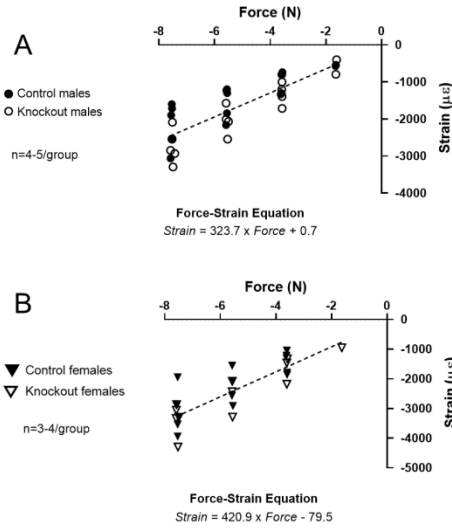 Force (N)
A
-8 -6 -4 -2 0
0
-1000
-2000
-3000
-4000
Strain (με)
Control males
Knockout males
n=4-5/group
Force-Strain Equation
Strain = 323.7 x Force + 0.7
Force (N)
B
-8 -6 -4 -2 0
0
-1000
-2000
-3000
-4000
-5000
Strain (με)
Control females
Knockout females
n=3-4/group
Force-Strain Equation
Strain = 420.9 x Force - 79.5